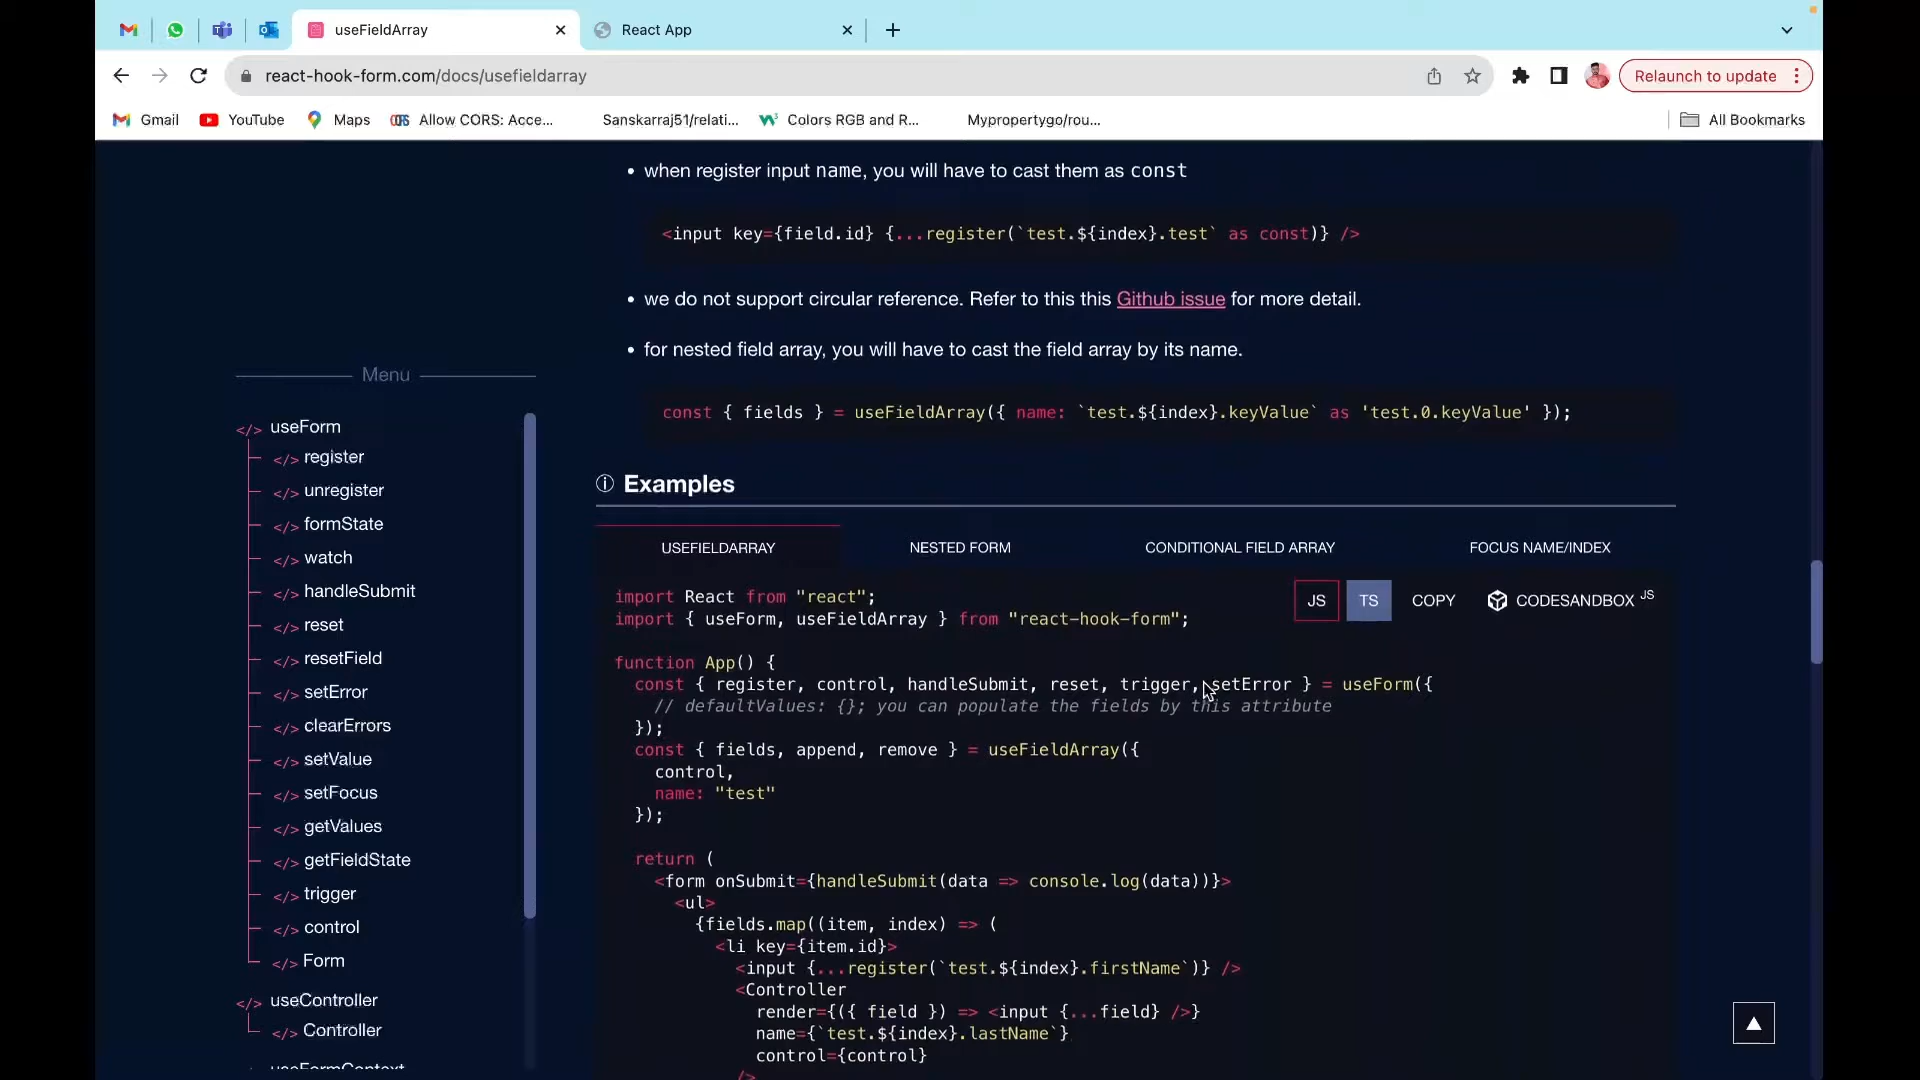 useFieldArray
React App
react-hook-form.com/docs/usefieldarray
Relaunch to update
Gmail
YouTube
Maps
CORS
Allow CORS: Acce...
Sanskarraj51/relati...
Colors RGB and R...
Mypropertygo/rou...
All Bookmarks
• when register input name, you will have to cast them as const
<input key={field.id} {...register(`test.${index}.test` as const)} />
• we do not support circular reference. Refer to this this Github issue for more detail.
• for nested field array, you will have to cast the field array by its name.
const { fields } = useFieldArray({ name: `test.${index}.keyValue` as 'test.0.keyValue' });
Menu
</> useForm
</> register
</> unregister
</> formState
</> watch
</> handleSubmit
</> reset
</> resetField
</> setError
</> clearErrors
</> setValue
</> setFocus
</> getValues
</> getFieldState
</> trigger
</> control
</> Form
</> useController
</> Controller
useFormContext
Examples
USEFIELDARRAY
NESTED FORM
CONDITIONAL FIELD ARRAY
FOCUS NAME/INDEX
JS
TS
COPY
CODESANDBOX JS
import React from "react";
import { useForm, useFieldArray } from "react-hook-form";
function App() {
const { register, control, handleSubmit, reset, trigger, setError } = useForm({
// defaultValues: {}; you can populate the fields by this attribute
});
const { fields, append, remove } = useFieldArray({
control,
name: "test"
});
return (
<form onSubmit={handleSubmit(data => console.log(data))}>
<ul>
{fields.map((item, index) => (
<li key={item.id}>
<input {...register(`test.${index}.firstName`)} />
<Controller
render={({ field }) => <input {...field} />}
name={`test.${index}.lastName`}
control={control}
/>